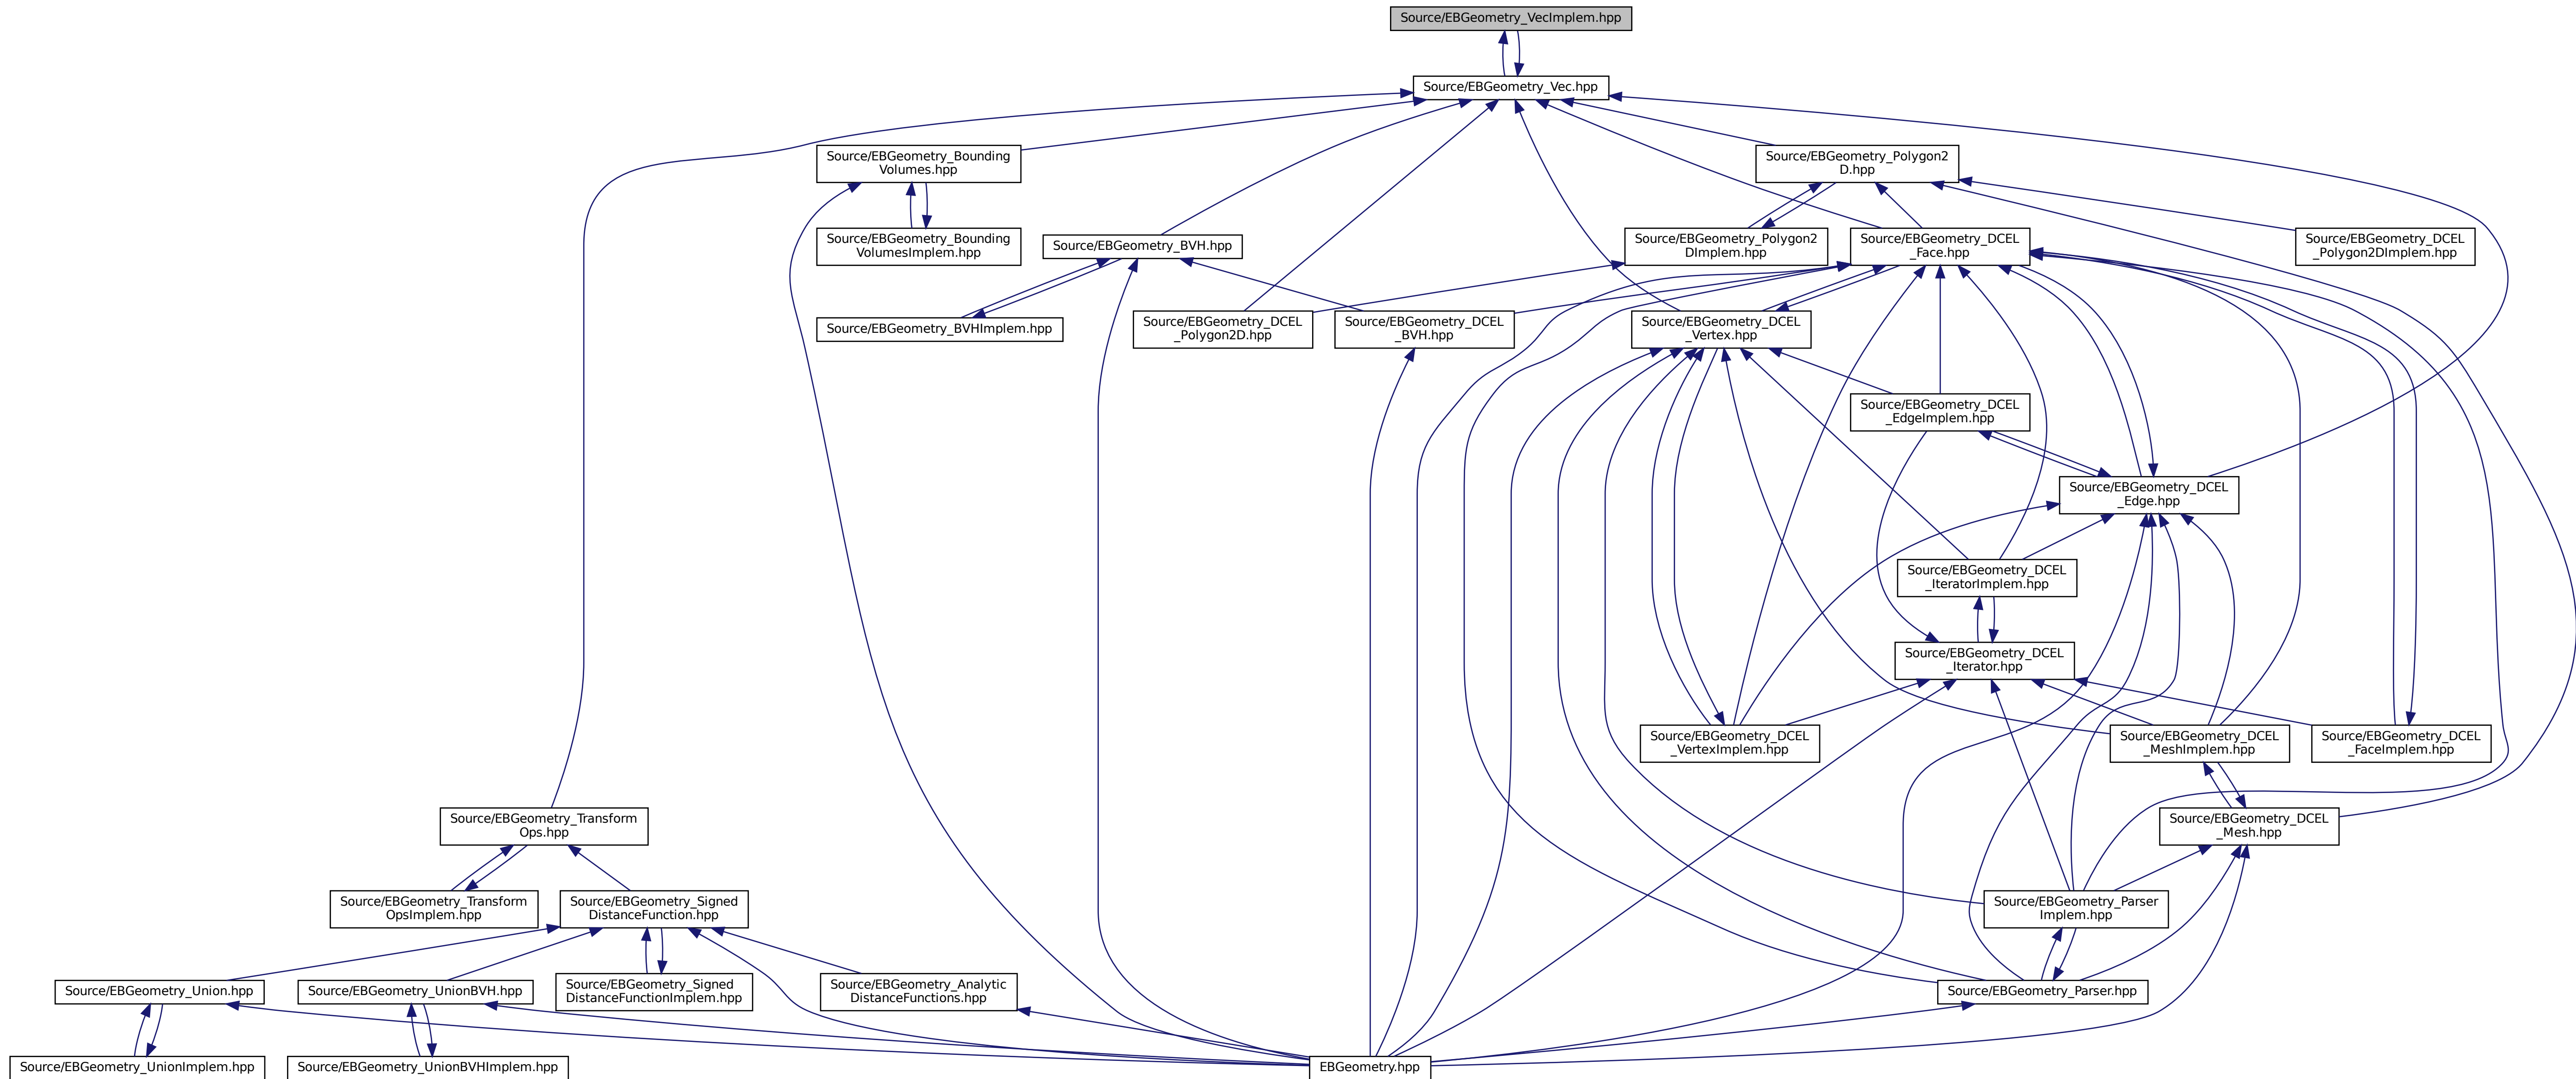 Source/EBGeometry_VecImplem.hpp
Source/EBGeometry_Vec.hpp
Source/EBGeometry_Bounding
Volumes.hpp
Source/EBGeometry_Polygon2
D.hpp
Source/EBGeometry_Bounding
VolumesImplem.hpp
Source/EBGeometry_BVH.hpp
Source/EBGeometry_Polygon2
DImplem.hpp
Source/EBGeometry_DCEL
_Face.hpp
Source/EBGeometry_DCEL
_Polygon2DImplem.hpp
Source/EBGeometry_BVHImplem.hpp
Source/EBGeometry_DCEL
_Polygon2D.hpp
Source/EBGeometry_DCEL
_BVH.hpp
Source/EBGeometry_DCEL
_Vertex.hpp
Source/EBGeometry_DCEL
_EdgeImplem.hpp
Source/EBGeometry_DCEL
_Edge.hpp
Source/EBGeometry_DCEL
_IteratorImplem.hpp
Source/EBGeometry_DCEL
_Iterator.hpp
Source/EBGeometry_DCEL
_VertexImplem.hpp
Source/EBGeometry_DCEL
_MeshImplem.hpp
Source/EBGeometry_DCEL
_FaceImplem.hpp
Source/EBGeometry_Transform
Ops.hpp
Source/EBGeometry_DCEL
_Mesh.hpp
Source/EBGeometry_Transform
OpsImplem.hpp
Source/EBGeometry_Signed
DistanceFunction.hpp
Source/EBGeometry_Parser
Implem.hpp
Source/EBGeometry_Union.hpp
Source/EBGeometry_UnionBVH.hpp
Source/EBGeometry_Signed
DistanceFunctionImplem.hpp
Source/EBGeometry_Analytic
DistanceFunctions.hpp
Source/EBGeometry_Parser.hpp
Source/EBGeometry_UnionImplem.hpp
Source/EBGeometry_UnionBVHImplem.hpp
EBGeometry.hpp